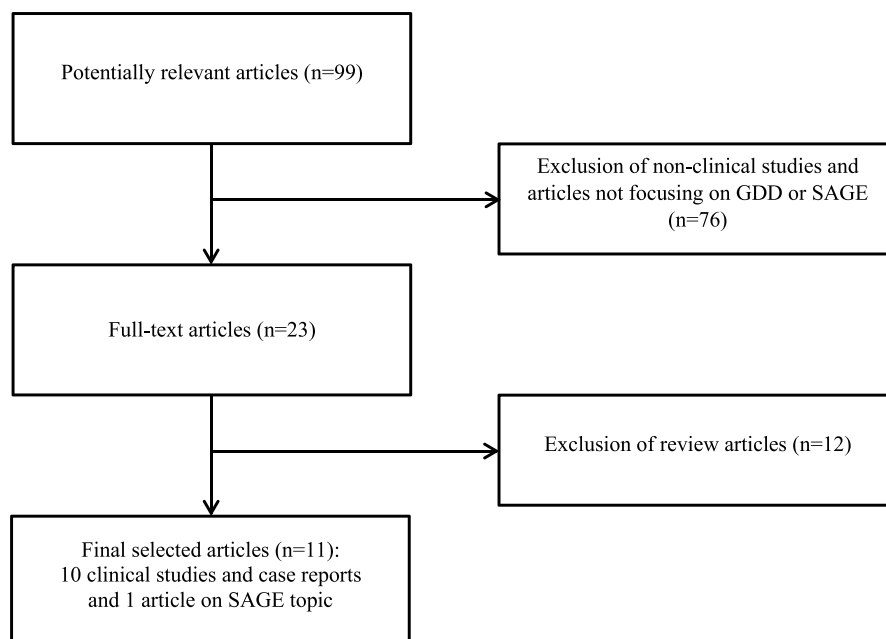 Potentially relevant articles (n=99)
Exclusion of non-clinical studies and
articles not focusing on GDD or SAGE
(n=76)
Full-text articles (n=23)
Exclusion of review articles (n=12)
Final selected articles (n=11):
10 clinical studies and case reports
and 1 article on SAGE topic